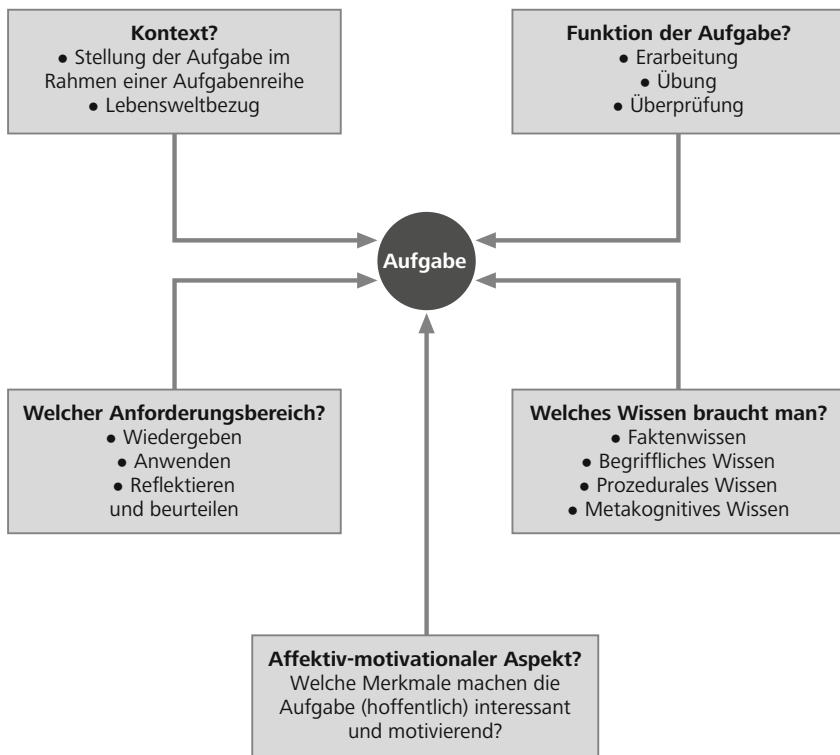 Kontext?
● Stellung der Aufgabe im
Rahmen einer Aufgabenreihe
● Lebensweltbezug
Funktion der Aufgabe?
● Erarbeitung
● Übung
● Überprüfung
Aufgabe
Welcher Anforderungsbereich?
● Wiedergeben
● Anwenden
● Reflektieren
und beurteilen
Welches Wissen braucht man?
● Faktenwissen
● Begriffliches Wissen
● Prozedurales Wissen
● Metakognitives Wissen
Affektiv-motivationaler Aspekt?
Welche Merkmale machen die
Aufgabe (hoffentlich) interessant
und motivierend?